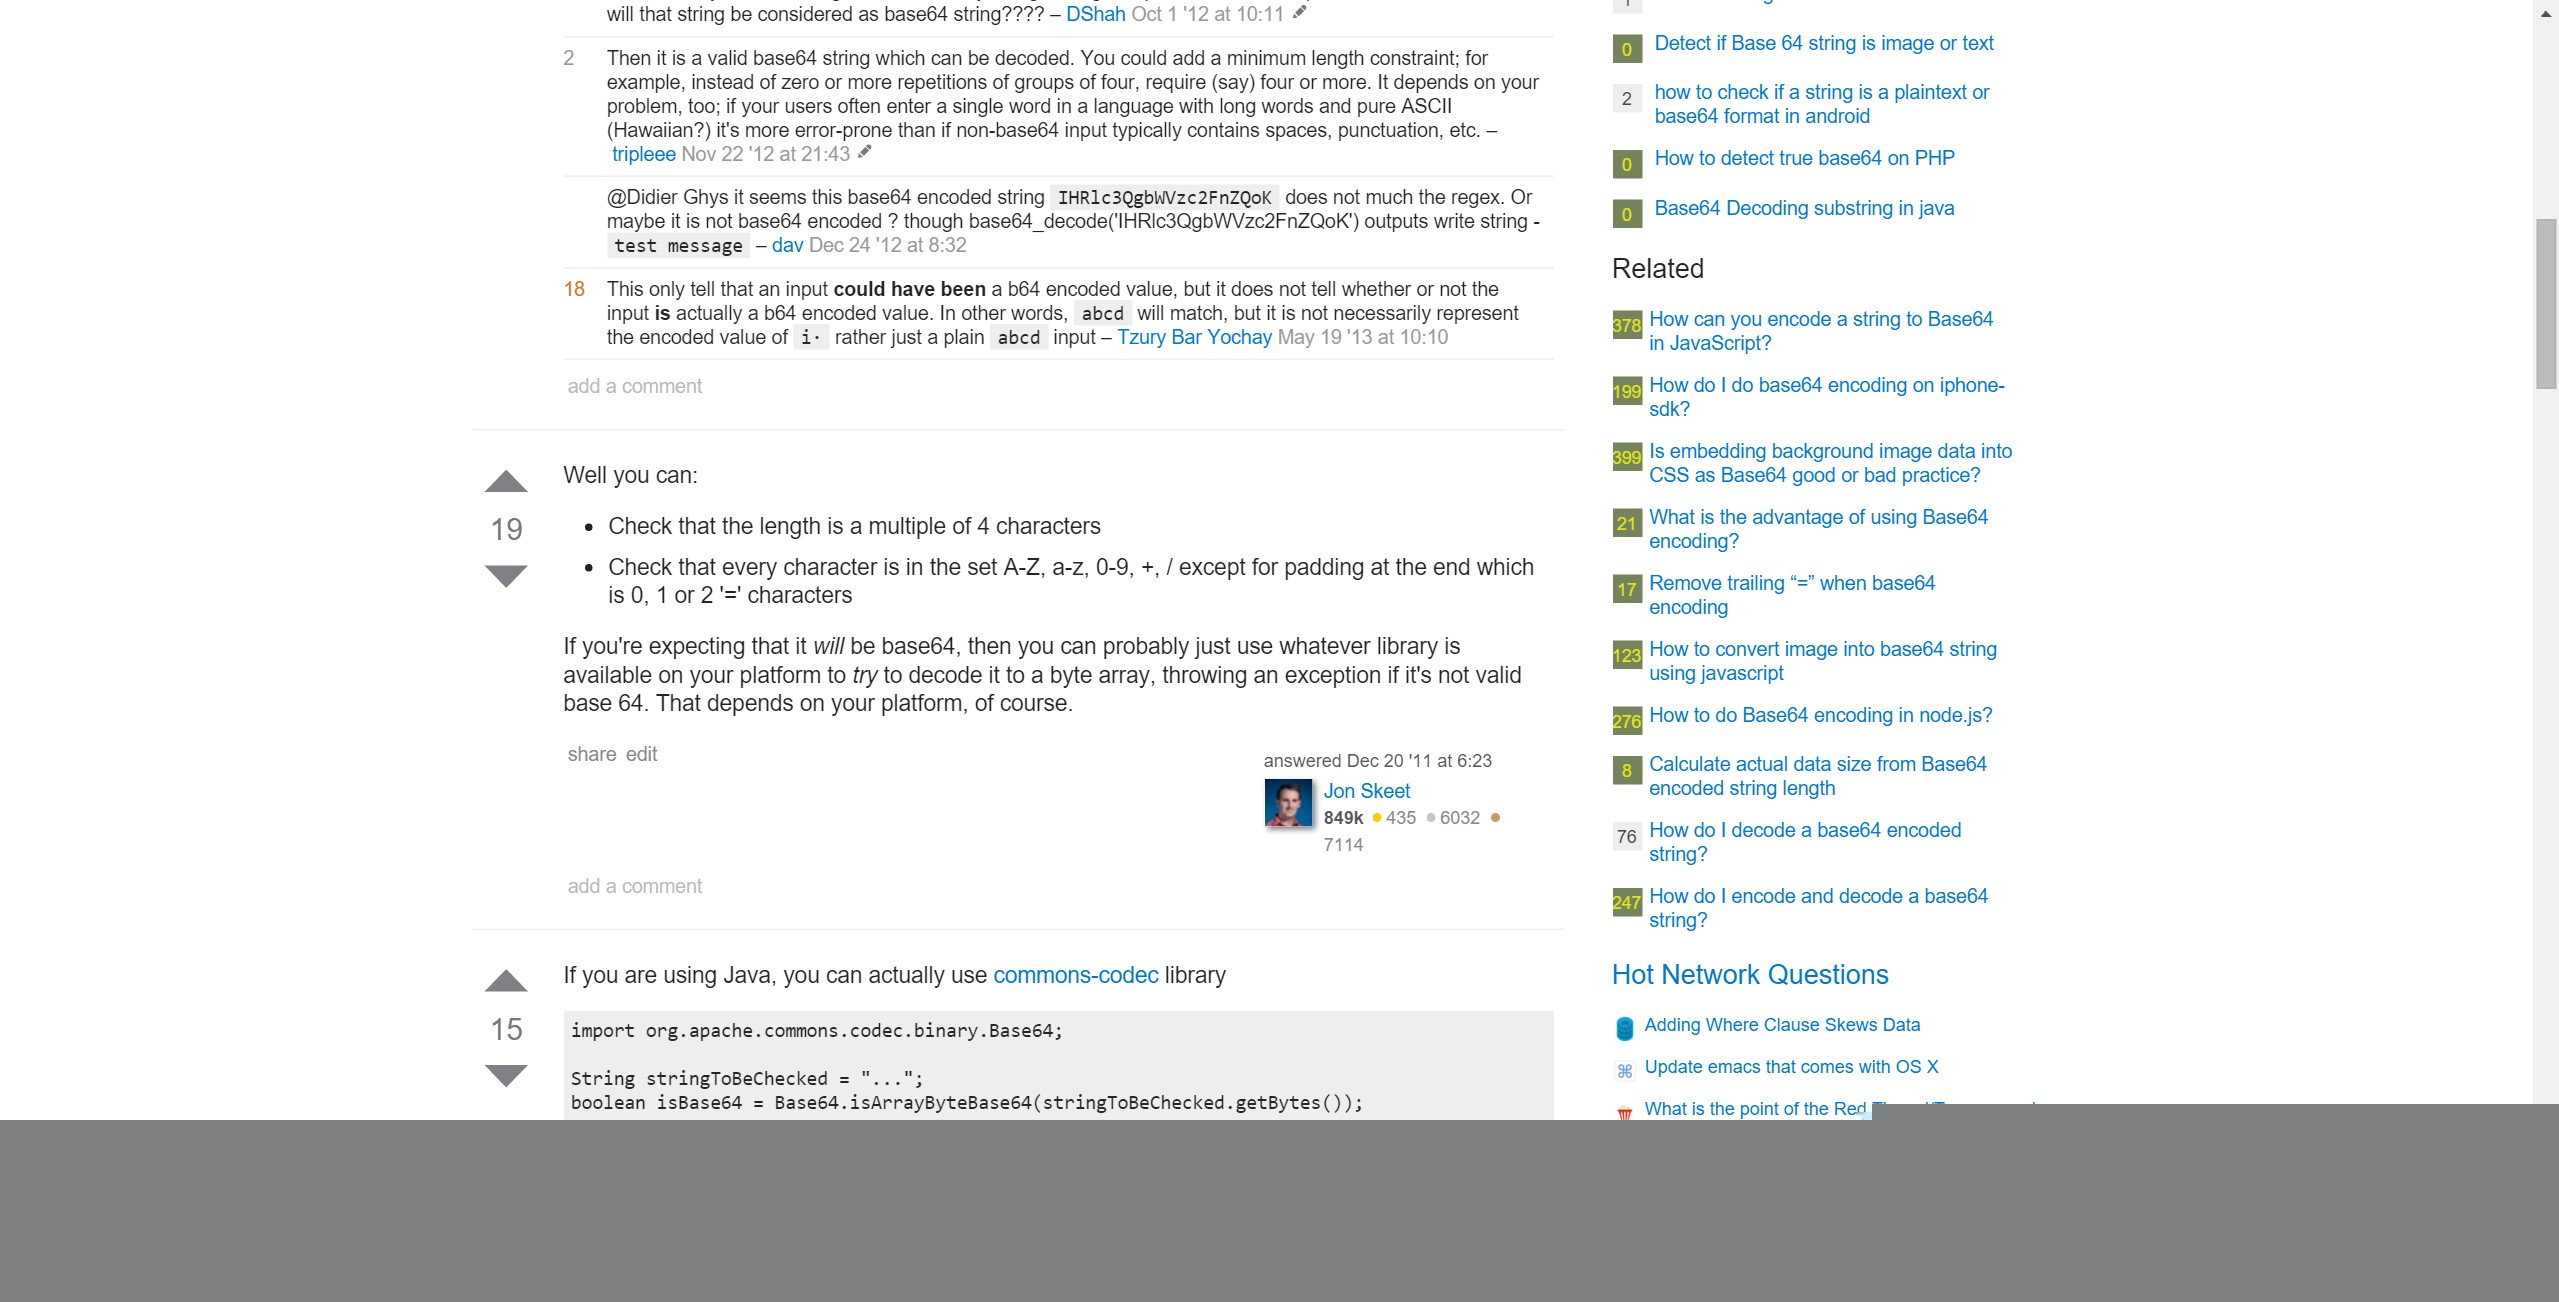 will that string be considered as base64 string???? – DShah Oct 1 '12 at 10:11
2 Then it is a valid base64 string which can be decoded. You could add a minimum length constraint; for
example, instead of zero or more repetitions of groups of four, require (say) four or more. It depends on your
problem, too; if your users often enter a single word in a language with long words and pure ASCII
(Hawaiian?) it's more error-prone than if non-base64 input typically contains spaces, punctuation, etc. –
tripleee Nov 22 '12 at 21:43
@Didier Ghys it seems this base64 encoded string IHRlc3QgbWVzc2FnZQoK does not much the regex. Or
maybe it is not base64 encoded ? though base64_decode('IHRlc3QgbWVzc2FnZQoK') outputs write string -
test message – dav Dec 24 '12 at 8:32
18 This only tell that an input could have been a b64 encoded value, but it does not tell whether or not the
input is actually a b64 encoded value. In other words, abcd will match, but it is not necessarily represent
the encoded value of i· rather just a plain abcd input – Tzury Bar Yochay May 19 '13 at 10:10
add a comment
19
Well you can:
• Check that the length is a multiple of 4 characters
• Check that every character is in the set A-Z, a-z, 0-9, +, / except for padding at the end which
is 0, 1 or 2 '=' characters
If you're expecting that it will be base64, then you can probably just use whatever library is
available on your platform to try to decode it to a byte array, throwing an exception if it's not valid
base 64. That depends on your platform, of course.
share edit
answered Dec 20 '11 at 6:23
Jon Skeet
849k 435 6032
7114
add a comment
15
If you are using Java, you can actually use commons-codec library
import org.apache.commons.codec.binary.Base64;
String stringToBeChecked = "...";
boolean isBase64 = Base64.isArrayByteBase64(stringToBeChecked.getBytes());
0 Detect if Base 64 string is image or text
2 how to check if a string is a plaintext or
base64 format in android
0 How to detect true base64 on PHP
0 Base64 Decoding substring in java
Related
378 How can you encode a string to Base64
in JavaScript?
199 How do I do base64 encoding on iphone-
sdk?
399 Is embedding background image data into
CSS as Base64 good or bad practice?
21 What is the advantage of using Base64
encoding?
17 Remove trailing “=” when base64
encoding
123 How to convert image into base64 string
using javascript
276 How to do Base64 encoding in node.js?
8 Calculate actual data size from Base64
encoded string length
76 How do I decode a base64 encoded
string?
247 How do I encode and decode a base64
string?
Hot Network Questions
Adding Where Clause Skews Data
Update emacs that comes with OS X
What is the point of the Red